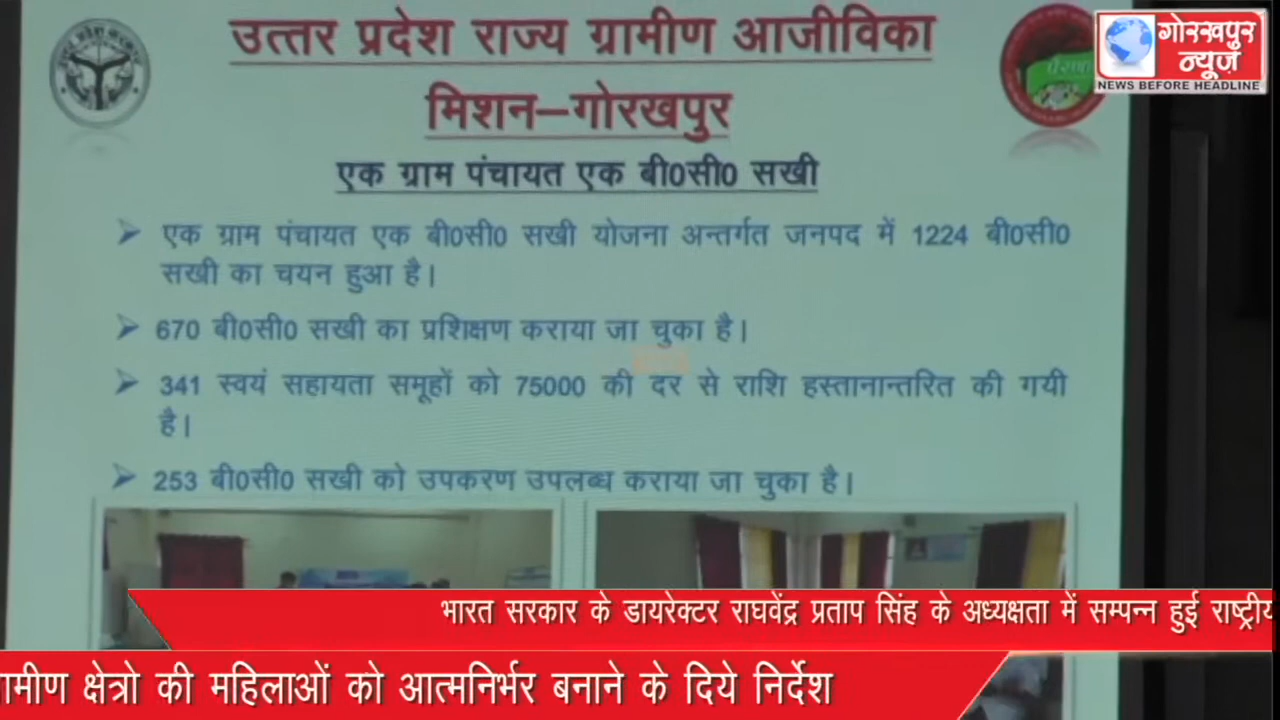 उत्तर प्रदेश राज्य ग्रामीण आजीविका
मिशन–गोरखपुर
एक ग्राम पंचायत एक बी0सी0 सखी
एक ग्राम पंचायत एक बी0सी0 सखी योजना अन्तर्गत जनपद में 1224 बी0सी0
सखी का चयन हुआ है।
670 बी0सी0 सखी का प्रशिक्षण कराया जा चुका है।
341 स्वयं सहायता समूहों को 75000 की दर से राशि हस्तानान्तरित की गयी
है।
253 बी0सी0 सखी को उपकरण उपलब्ध कराया जा चुका है।
गोरखपुर
न्यूज़
NEWS BEFORE HEADLINE
भारत सरकार के डायरेक्टर राघवेंद्र प्रताप सिंह के अध्यक्षता में सम्पन्न हुई राष्ट्रीय
ामीण क्षेत्रो की महिलाओं को आत्मनिर्भर बनाने के दिये निर्देश